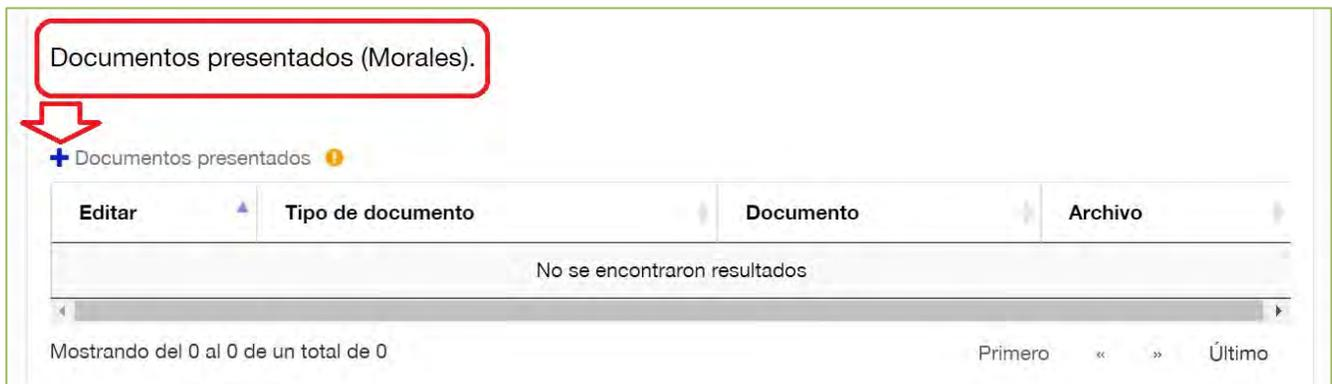 Documentos presentados (Morales).
+ Documentos presentados
Editar Tipo de documento Documento Archivo
No se encontraron resultados
Mostrando del 0 al 0 de un total de 0
Primero « » Último